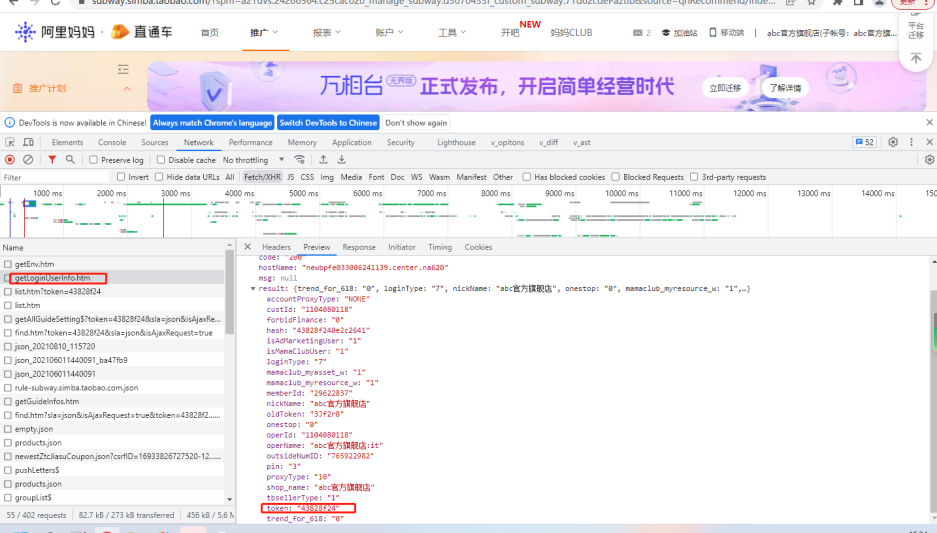 subway.simba.taobao.com/
阿里妈妈 · 直通车 首页 推广 报表 账户 工具 开吧 NEW 妈妈CLUB 2 加油站 移动端 abc官方旗舰店(子帐号: abc官方旗...
更新
平台
迁移
推广计划
万相台 无界版 正式发布，开启简单经营时代 立即迁移 了解详情
DevTools is now available in Chinese! Always match Chrome's language Switch DevTools to Chinese Don't show again
Elements Console Sources Network Performance Memory Application Security Lighthouse v_opitons v_diff v_ast 52
Preserve log Disable cache No throttling
Filter Invert Hide data URLs All Fetch/XHR JS CSS Img Media Font Doc WS Wasm Manifest Other Has blocked cookies Blocked Requests 3rd-party requests
1000 ms 2000 ms 3000 ms 4000 ms 5000 ms 6000 ms 7000 ms 8000 ms 9000 ms 10000 ms 11000 ms 12000 ms 13000 ms 14000 ms 150
Name
getEnv.htm
getLoginUserInfo.htm
list.htm?token=43828f24
list.htm
getAllGuideSetting$?token=43828f24&sla=json&isAjaxRe...
find.htm?token=43828f24&sla=json&isAjaxRequest=true
json_20210810_115720
json_202106011440091_ba47fb9
json_202106011440091
rule-subway.simba.taobao.com.json
getGuideInfos.htm
find.htm?sla=json&isAjaxRequest=true&token=43828f2...…
empty.json
products.json
newestZtcliasuCoupon.json?csrfID=16933826727520-12...…
pushLetters$
products.json
groupList$
55 / 402 requests 82.7 kB / 273 kB transferred 456 kB / 5.6 M
Headers Preview Response Initiator Timing Cookies
code: "200"
hostName: "newbpfe033006241139.center.na620"
msg: null
result: {trend_for_618: "0", loginType: "7", nickName: "abc官方旗舰店", onestop: "0", mamaclub_myresource_w: "1",…}
accountProxyType: "NONE"
custId: "1104080118"
forbidFinance: "0"
hash: "43828f240e2c2641"
isAdMarketingUser: "1"
isMamaClubUser: "1"
loginType: "7"
mamaclub_myasset_w: "1"
mamaclub_myresource_w: "1"
memberId: "29622837"
nickName: "abc官方旗舰店"
oldToken: "3Jf2r8"
onestop: "0"
operId: "1104080118"
operName: "abc官方旗舰店:it"
outsideNumID: "765922982"
pin: "3"
proxyType: "10"
shop_name: "abc官方旗舰店"
tbsellerType: "1"
token: "43828f24"
trend_for_618: "0"